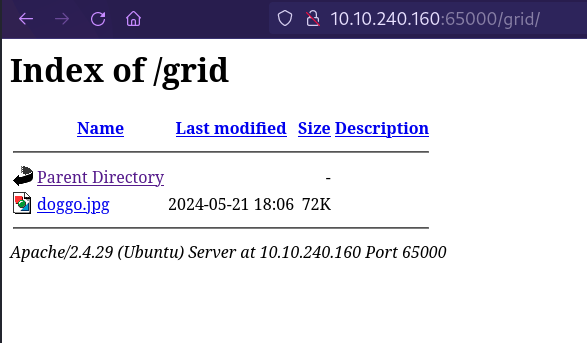 10.10.240.160:65000/grid/
Index of /grid
Name Last modified Size Description
Parent Directory -
doggo.jpg 2024-05-21 18:06 72K
Apache/2.4.29 (Ubuntu) Server at 10.10.240.160 Port 65000